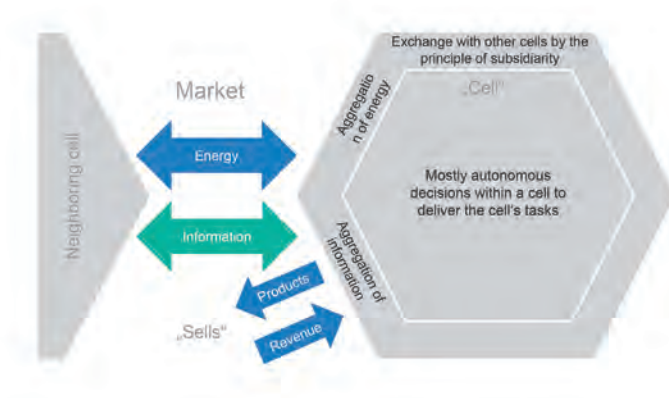 Exchange with other cells by the
principle of subsidiarity
Market
Aggregatio
n of energy
„Cell“
Energy
Neighboring cell
Mostly autonomous
decisions within a cell to
deliver the cell's tasks
Information
Aggregation of
information
Products
„Sells“
Revenue